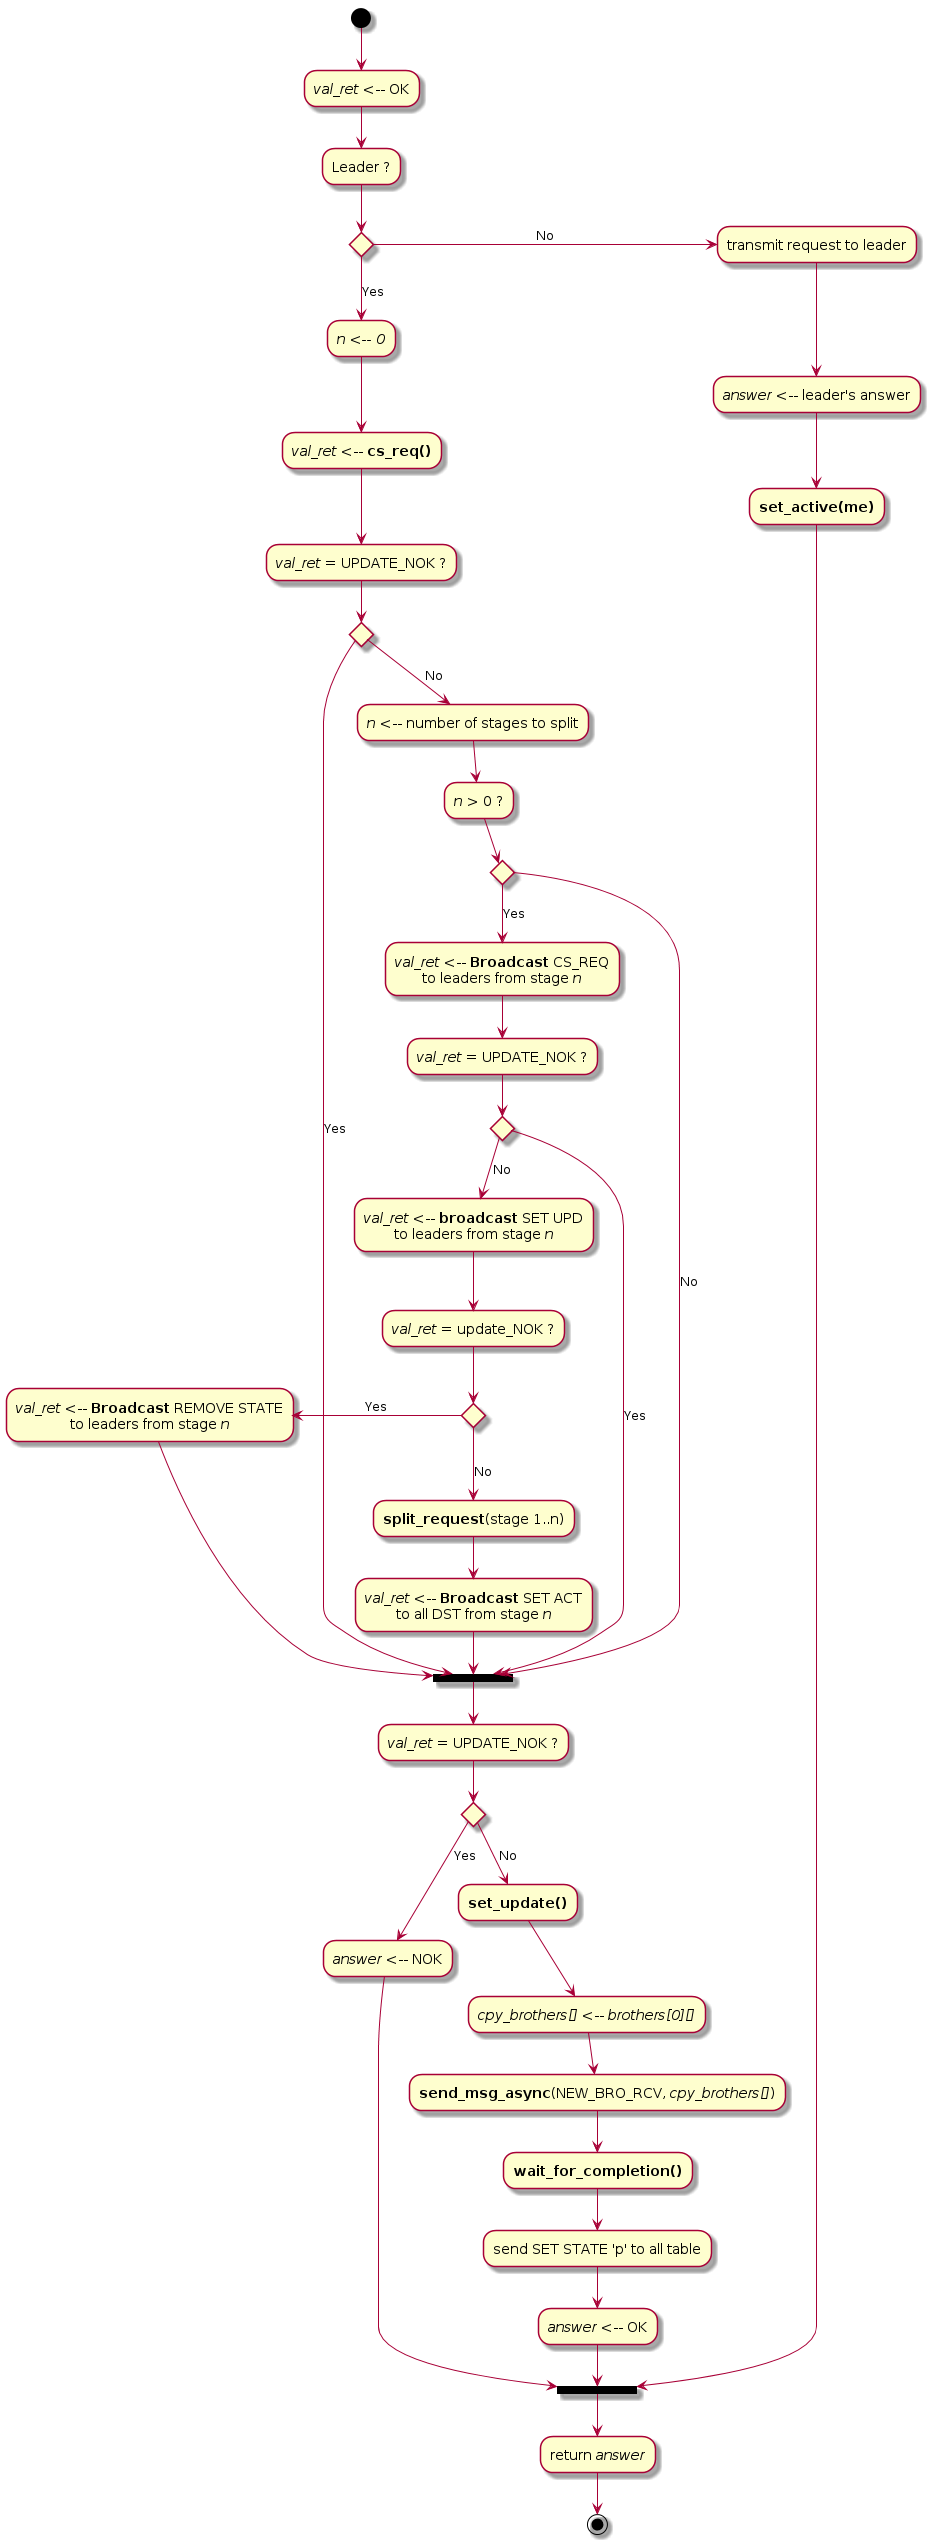 val_ret <-- OK
Leader ?
No
transmit request to leader
Yes
n <-- 0
answer <-- leader's answer
val_ret <-- cs_req()
set_active(me)
val_ret = UPDATE_NOK ?
No
n <-- number of stages to split
n > 0 ?
Yes
val_ret <-- Broadcast CS_REQ
to leaders from stage n
val_ret = UPDATE_NOK ?
Yes
No
val_ret <-- broadcast SET UPD
to leaders from stage n
No
val_ret = update_NOK ?
val_ret <-- Broadcast REMOVE STATE
to leaders from stage n
Yes
Yes
No
split_request(stage 1..n)
val_ret <-- Broadcast SET ACT
to all DST from stage n
val_ret = UPDATE_NOK ?
Yes
No
set_update()
answer <-- NOK
cpy_brothers[] <-- brothers[0][]
send_msg_async(NEW_BRO_RCV, cpy_brothers[])
wait_for_completion()
send SET STATE 'p' to all table
answer <-- OK
return answer